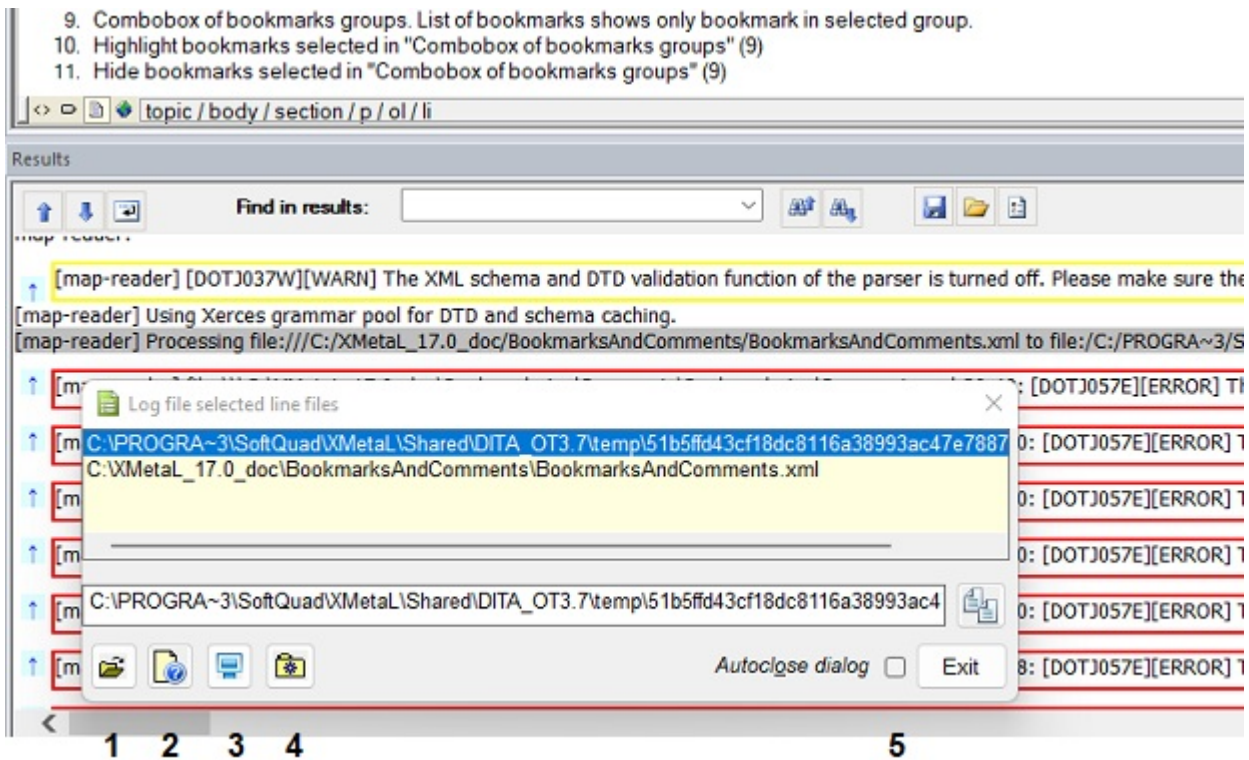 9. Combobox of bookmarks groups. List of bookmarks shows only bookmark in selected group.
10. Highlight bookmarks selected in "Combobox of bookmarks groups" (9)
11. Hide bookmarks selected in "Combobox of bookmarks groups" (9)
topic / body / section / p / ol / li
Results
Find in results:
[map-reader] [DOTJ037W][WARN] The XML schema and DTD validation function of the parser is turned off. Please make sure the
[map-reader] Using Xerces grammar pool for DTD and schema caching.
[map-reader] Processing file:///C:/XMetaL_17.0_doc/BookmarksAndComments/BookmarksAndComments.xml to file:/C:/PROGRA~3/S
: [DOTJ057E][ERROR] Th
Log file selected line files
C:\PROGRA~3\SoftQuad\XMetaL\Shared\DITA_OT3.7\temp\51b5ffd43cf18dc8116a38993ac47e7887
[m 0: [DOTJ057E][ERROR] T
C:\XMetaL_17.0_doc\BookmarksAndComments\BookmarksAndComments.xml
[m 0: [DOTJ057E][ERROR] T
[m 0: [DOTJ057E][ERROR] T
C:\PROGRA~3\SoftQuad\XMetaL\Shared\DITA_OT3.7\temp\51b5ffd43cf18dc8116a38993ac4
[m 0: [DOTJ057E][ERROR] T
[m 8: [DOTJ057E][ERROR] T
Autoclose dialog Exit
1 2 3 4 5